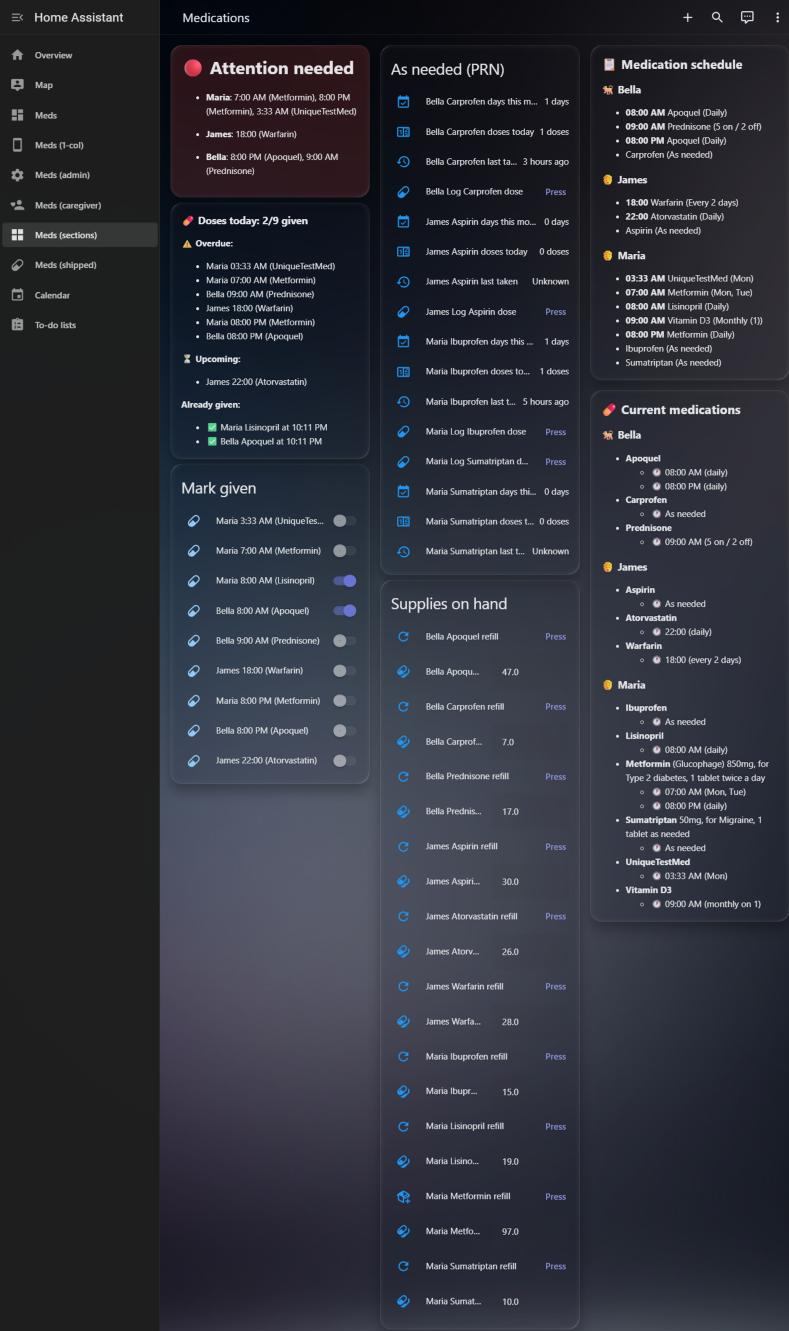 Home Assistant
Overview
Map
Meds
Meds (1-col)
Meds (admin)
Meds (caregiver)
Meds (sections)
Meds (shipped)
Calendar
To-do lists
Medications
Attention needed
Maria: 7:00 AM (Metformin), 8:00 PM
(Metformin), 3:33 AM (UniqueTestMed)
James: 18:00 (Warfarin)
Bella: 8:00 PM (Apoquel), 9:00 AM
(Prednisone)
Doses today: 2/9 given
Overdue:
Maria 03:33 AM (UniqueTestMed)
Maria 07:00 AM (Metformin)
Bella 09:00 AM (Prednisone)
James 18:00 (Warfarin)
Maria 08:00 PM (Metformin)
Bella 08:00 PM (Apoquel)
Upcoming:
James 22:00 (Atorvastatin)
Already given:
Maria Lisinopril at 10:11 PM
Bella Apoquel at 10:11 PM
Mark given
Maria 3:33 AM (UniqueTes...
Maria 7:00 AM (Metformin)
Maria 8:00 AM (Lisinopril)
Bella 8:00 AM (Apoquel)
Bella 9:00 AM (Prednisone)
James 18:00 (Warfarin)
Maria 8:00 PM (Metformin)
Bella 8:00 PM (Apoquel)
James 22:00 (Atorvastatin)
As needed (PRN)
Bella Carprofen days this m... 1 days
Bella Carprofen doses today 1 doses
Bella Carprofen last ta... 3 hours ago
Bella Log Carprofen dose Press
James Aspirin days this mo... 0 days
James Aspirin doses today 0 doses
James Aspirin last taken Unknown
James Log Aspirin dose Press
Maria Ibuprofen days this ... 1 days
Maria Ibuprofen doses to... 1 doses
Maria Ibuprofen last t... 5 hours ago
Maria Log Ibuprofen dose Press
Maria Log Sumatriptan d... Press
Maria Sumatriptan days thi... 0 days
Maria Sumatriptan doses t... 0 doses
Maria Sumatriptan last t... Unknown
Supplies on hand
Bella Apoquel refill Press
Bella Apoqu... 47.0
Bella Carprofen refill Press
Bella Carprof... 7.0
Bella Prednisone refill Press
Bella Prednis... 17.0
James Aspirin refill Press
James Aspiri... 30.0
James Atorvastatin refill Press
James Atorv... 26.0
James Warfarin refill Press
James Warfa... 28.0
Maria Ibuprofen refill Press
Maria Ibupr... 15.0
Maria Lisinopril refill Press
Maria Lisino... 19.0
Maria Metformin refill Press
Maria Metfo... 97.0
Maria Sumatriptan refill Press
Maria Sumat... 10.0
Medication schedule
Bella
08:00 AM Apoquel (Daily)
09:00 AM Prednisone (5 on / 2 off)
08:00 PM Apoquel (Daily)
Carprofen (As needed)
James
18:00 Warfarin (Every 2 days)
22:00 Atorvastatin (Daily)
Aspirin (As needed)
Maria
03:33 AM UniqueTestMed (Mon)
07:00 AM Metformin (Mon, Tue)
08:00 AM Lisinopril (Daily)
09:00 AM Vitamin D3 (Monthly (1))
08:00 PM Metformin (Daily)
Ibuprofen (As needed)
Sumatriptan (As needed)
Current medications
Bella
Apoquel
08:00 AM (daily)
08:00 PM (daily)
Carprofen
As needed
Prednisone
09:00 AM (5 on / 2 off)
James
Aspirin
As needed
Atorvastatin
22:00 (daily)
Warfarin
18:00 (every 2 days)
Maria
Ibuprofen
As needed
Lisinopril
08:00 AM (daily)
Metformin (Glucophage) 850mg, for
Type 2 diabetes, 1 tablet twice a day
07:00 AM (Mon, Tue)
08:00 PM (daily)
Sumatriptan 50mg, for Migraine, 1
tablet as needed
As needed
UniqueTestMed
03:33 AM (Mon)
Vitamin D3
09:00 AM (monthly on 1)